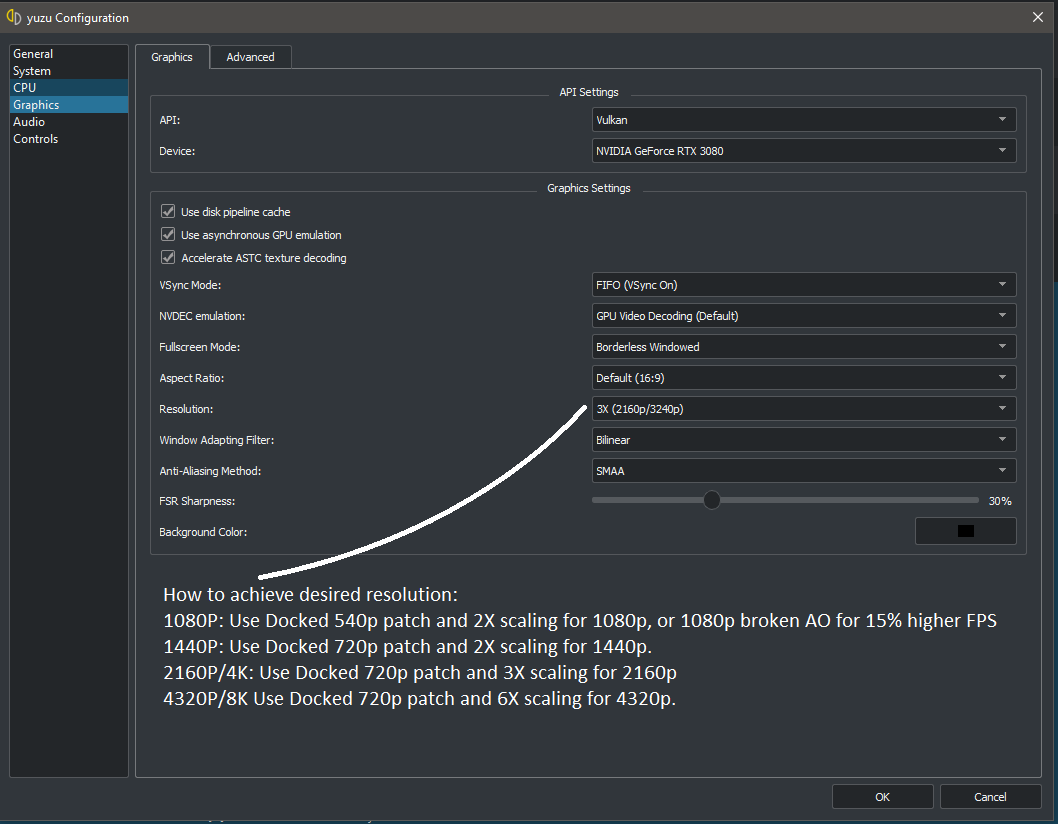 yuzu Configuration
General
System
CPU
Graphics
Audio
Controls
Graphics
Advanced
API Settings
API:
Vulkan
Device:
NVIDIA GeForce RTX 3080
Graphics Settings
Use disk pipeline cache
Use asynchronous GPU emulation
Accelerate ASTC texture decoding
VSync Mode:
FIFO (VSync On)
NVDEC emulation:
GPU Video Decoding (Default)
Fullscreen Mode:
Borderless Windowed
Aspect Ratio:
Default (16:9)
Resolution:
3X (2160p/3240p)
Window Adapting Filter:
Bilinear
Anti-Aliasing Method:
SMAA
FSR Sharpness:
30%
Background Color:
How to achieve desired resolution:
1080P: Use Docked 540p patch and 2X scaling for 1080p, or 1080p broken AO for 15% higher FPS
1440P: Use Docked 720p patch and 2X scaling for 1440p.
2160P/4K: Use Docked 720p patch and 3X scaling for 2160p
4320P/8K Use Docked 720p patch and 6X scaling for 4320p.
OK
Cancel